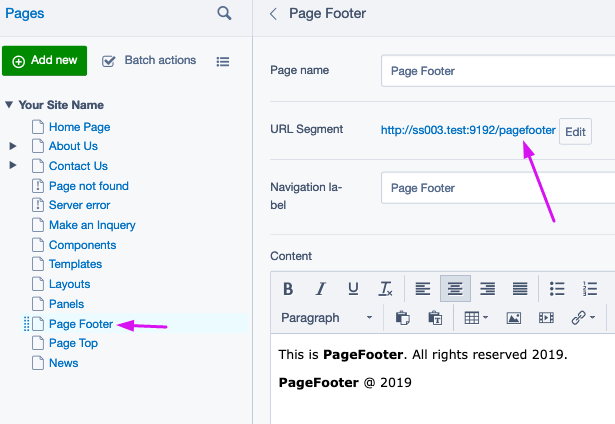 Pages
Add new
Batch actions
Your Site Name
Home Page
About Us
Contact Us
Page not found
Server error
Make an Inquery
Components
Templates
Layouts
Panels
Page Footer
Page Top
News
Page Footer
Page name
Page Footer
URL Segment
http://ss003.test:9192/pagefooter
Edit
Navigation la-
bel
Page Footer
Content
B I U Tx
Paragraph
This is PageFooter. All rights reserved 2019.
PageFooter @ 2019